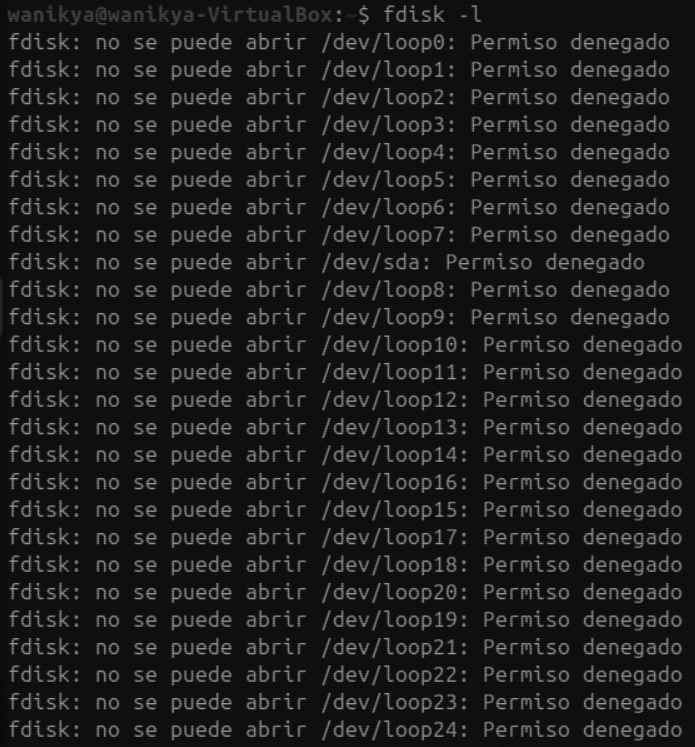 wanikya@wanikya-VirtualBox:~$ fdisk -l
fdisk: no se puede abrir /dev/loop0: Permiso denegado
fdisk: no se puede abrir /dev/loop1: Permiso denegado
fdisk: no se puede abrir /dev/loop2: Permiso denegado
fdisk: no se puede abrir /dev/loop3: Permiso denegado
fdisk: no se puede abrir /dev/loop4: Permiso denegado
fdisk: no se puede abrir /dev/loop5: Permiso denegado
fdisk: no se puede abrir /dev/loop6: Permiso denegado
fdisk: no se puede abrir /dev/loop7: Permiso denegado
fdisk: no se puede abrir /dev/sda: Permiso denegado
fdisk: no se puede abrir /dev/loop8: Permiso denegado
fdisk: no se puede abrir /dev/loop9: Permiso denegado
fdisk: no se puede abrir /dev/loop10: Permiso denegado
fdisk: no se puede abrir /dev/loop11: Permiso denegado
fdisk: no se puede abrir /dev/loop12: Permiso denegado
fdisk: no se puede abrir /dev/loop13: Permiso denegado
fdisk: no se puede abrir /dev/loop14: Permiso denegado
fdisk: no se puede abrir /dev/loop16: Permiso denegado
fdisk: no se puede abrir /dev/loop15: Permiso denegado
fdisk: no se puede abrir /dev/loop17: Permiso denegado
fdisk: no se puede abrir /dev/loop18: Permiso denegado
fdisk: no se puede abrir /dev/loop20: Permiso denegado
fdisk: no se puede abrir /dev/loop19: Permiso denegado
fdisk: no se puede abrir /dev/loop21: Permiso denegado
fdisk: no se puede abrir /dev/loop22: Permiso denegado
fdisk: no se puede abrir /dev/loop23: Permiso denegado
fdisk: no se puede abrir /dev/loop24: Permiso denegado